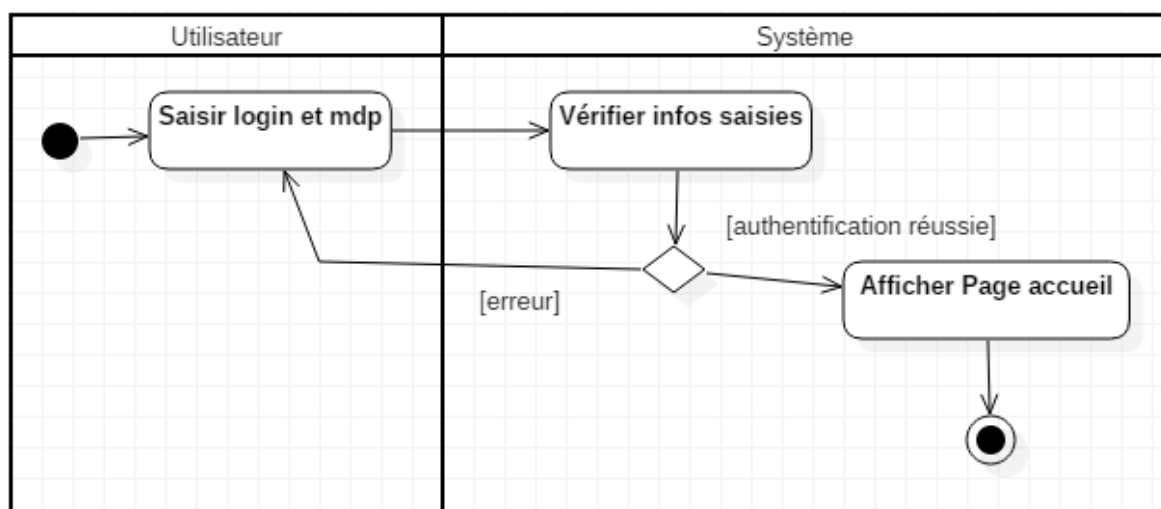 Utilisateur
Système
Saisir login et mdp
Vérifier infos saisies
[authentification réussie]
[erreur]
Afficher Page accueil